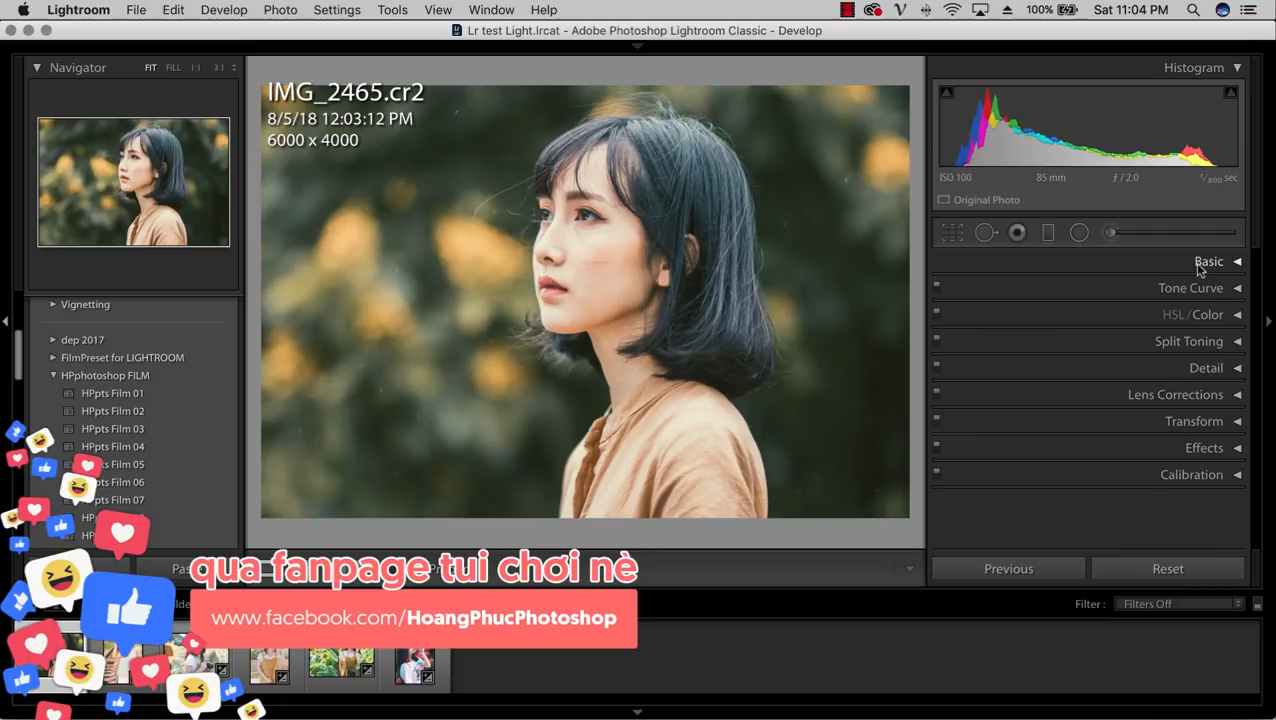 Lightroom File Edit Develop Photo Settings Tools View Window Help 100% Sat 11:04 PM
Lr test Light.lrcat - Adobe Photoshop Lightroom Classic - Develop
Navigator FIT FILL 1:1 3:1
Vignetting
dep 2017
FilmPreset for LIGHTROOM
HPphotoshop FILM
HPpts Film 01
HPpts Film 02
HPpts Film 03
HPpts Film 04
HPpts Film 05
HPpts Film 06
HPpts Film 07
IMG_2465.cr2
8/5/18 12:03:12 PM
6000 x 4000
Histogram
ISO 100 85 mm ƒ / 2.0 1/800 sec
Original Photo
Basic
Tone Curve
HSL / Color
Split Toning
Detail
Lens Corrections
Transform
Effects
Calibration
Previous Reset
Filter : Filters Off
qua fanpage tui chơi nè
www.facebook.com/HoangPhucPhotoshop